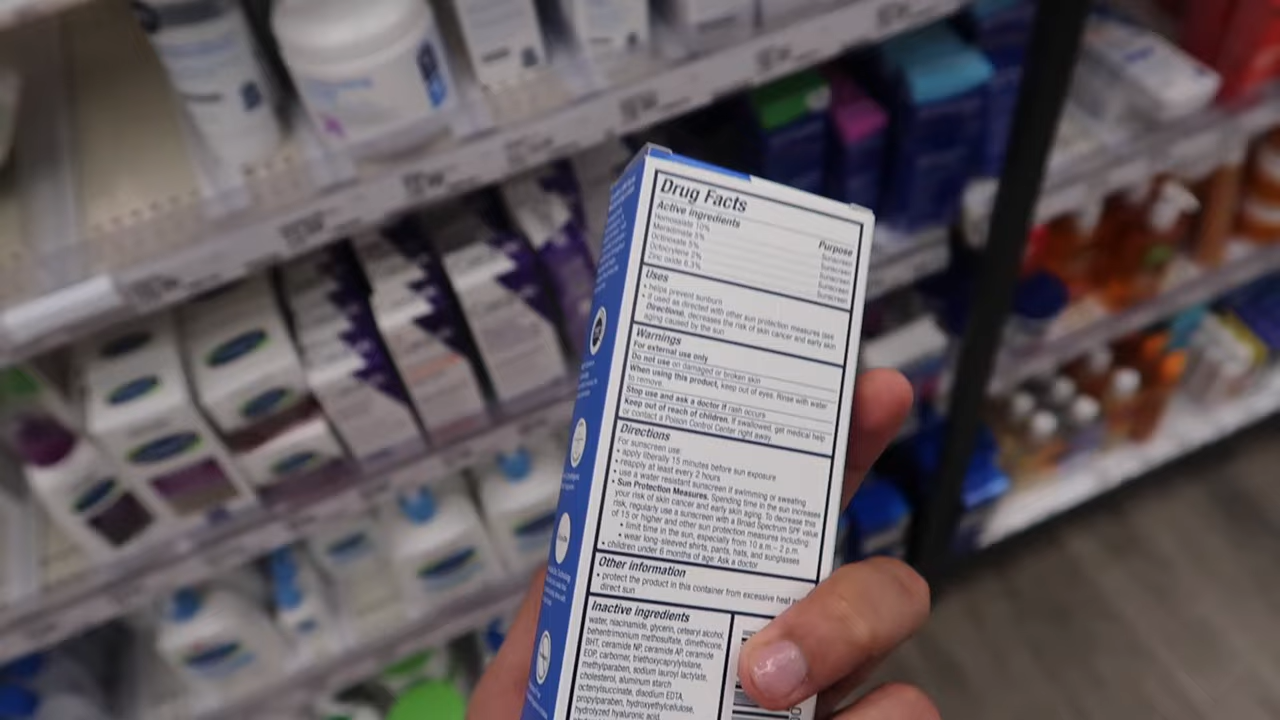 Drug Facts
Active ingredients
Purpose
Homosalate 10%
Sunscreen
Meradimate 5%
Sunscreen
Octinoxate 5%
Sunscreen
Octocrylene 2%
Sunscreen
Zinc oxide 6.3%
Sunscreen
Uses
• helps prevent sunburn
• if used as directed with other sun protection measures (see
Directions), decreases the risk of skin cancer and early skin
aging caused by the sun
Warnings
For external use only
Do not use on damaged or broken skin
When using this product, keep out of eyes. Rinse with water
to remove.
Stop use and ask a doctor if rash occurs
Keep out of reach of children. If swallowed, get medical help
or contact a Poison Control Center right away.
Directions
For sunscreen use:
• apply liberally 15 minutes before sun exposure
• reapply at least every 2 hours
• use a water resistant sunscreen if swimming or sweating
• Sun Protection Measures. Spending time in the sun increases
your risk of skin cancer and early skin aging. To decrease this
risk, regularly use a sunscreen with a Broad Spectrum SPF value
of 15 or higher and other sun protection measures including:
• limit time in the sun, especially from 10 a.m. – 2 p.m.
• wear long-sleeved shirts, pants, hats, and sunglasses
• children under 6 months of age: Ask a doctor
Other information
• protect the product in this container from excessive heat
direct sun
Inactive ingredients
water, niacinamide, glycerin, cetearyl alcohol,
behentrimonium methosulfate, dimethicone,
BHT, ceramide NP, ceramide AP, ceramide
EOP, carbomer, triethoxycaprylylsilane,
methylparaben, sodium lauroyl lactylate,
cholesterol, aluminum starch
octenylsuccinate, disodium EDTA,
propylparaben, hydroxyethylcellulose,
hydrolyzed hyaluronic acid,